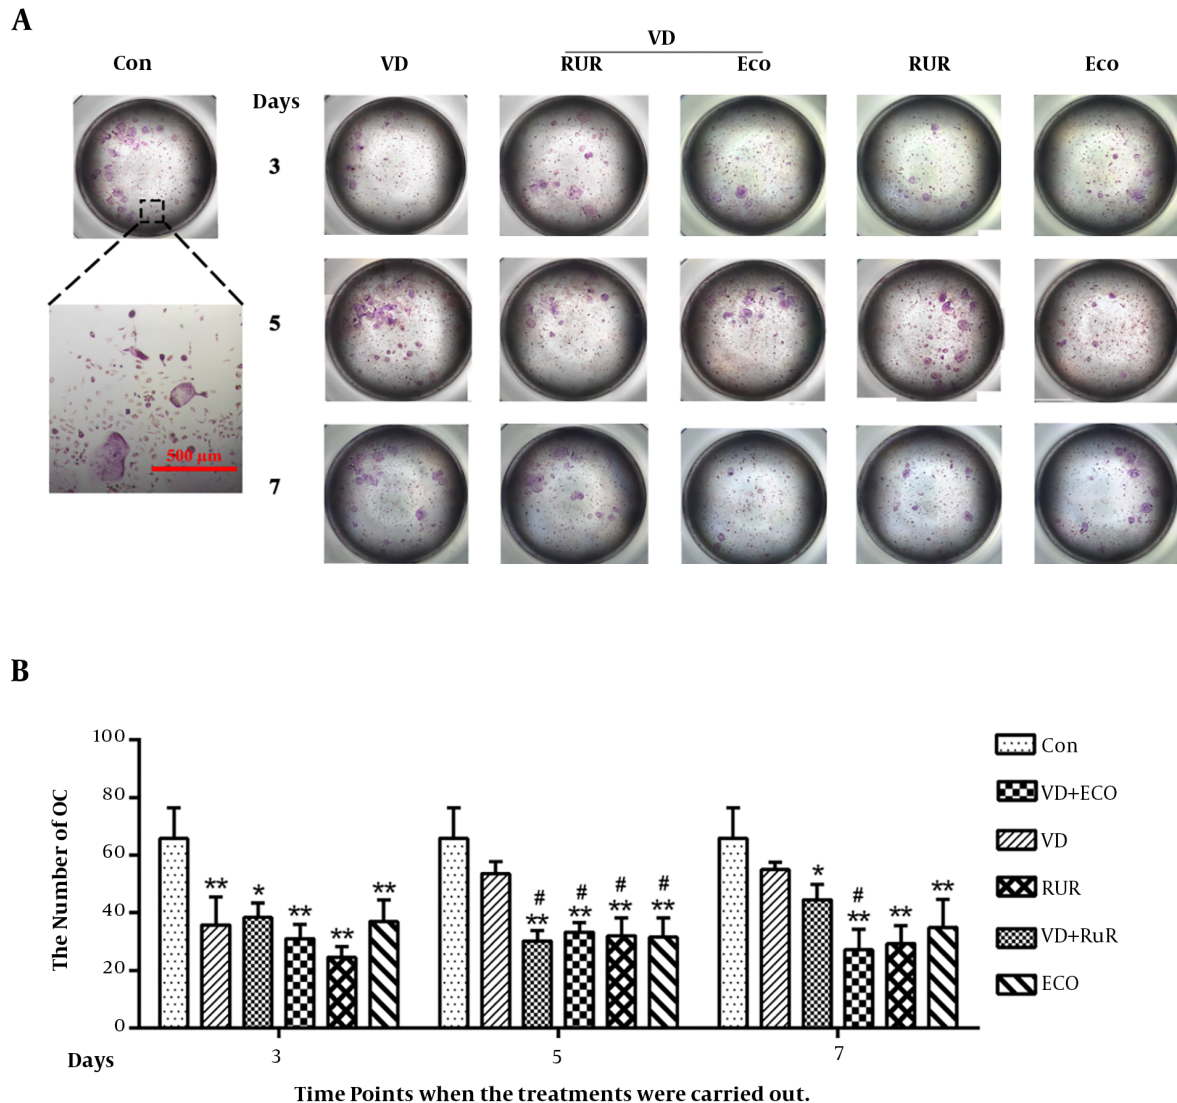 A
VD
Con
VD
RUR
Eco
RUR
Eco
Days
3
5
500 µm
7
B
The Number of OC
100
80
60
40
20
0
**
*
**
**
**
#
**
#
**
#
**
#
**
*
#
**
**
**
Con
VD+ECO
VD
RUR
VD+RuR
ECO
Days
3
5
7
Time Points when the treatments were carried out.